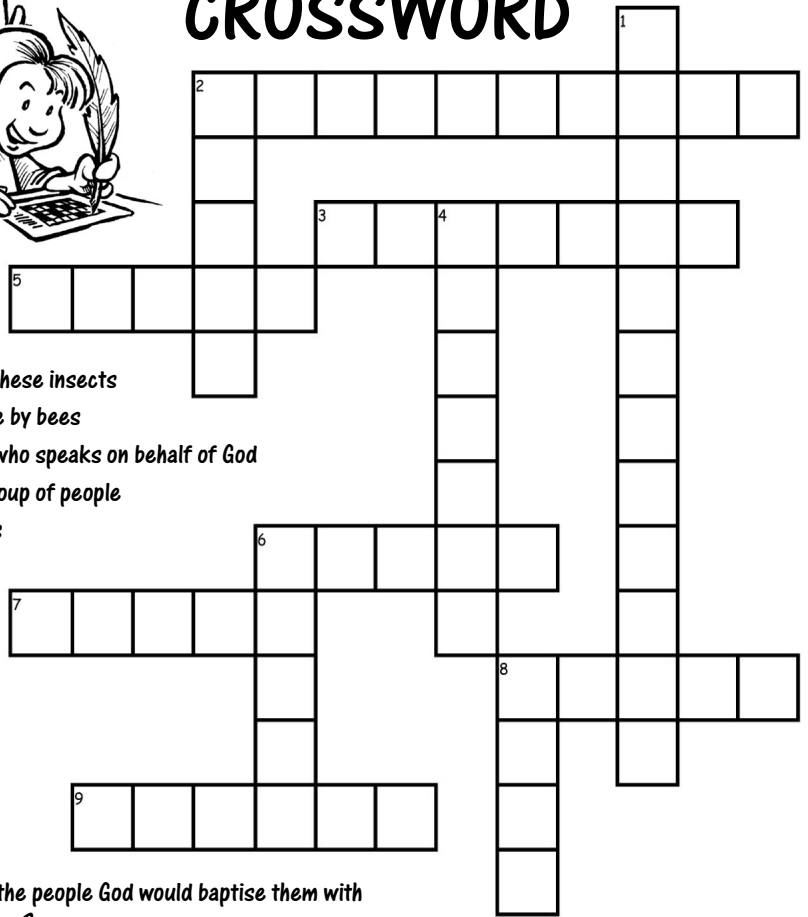 CROSSWORD
1
2
3 4
5
hese insects
e by bees
who speaks on behalf of God
oup of people
s
6
7
8
9
the people God would baptise them with